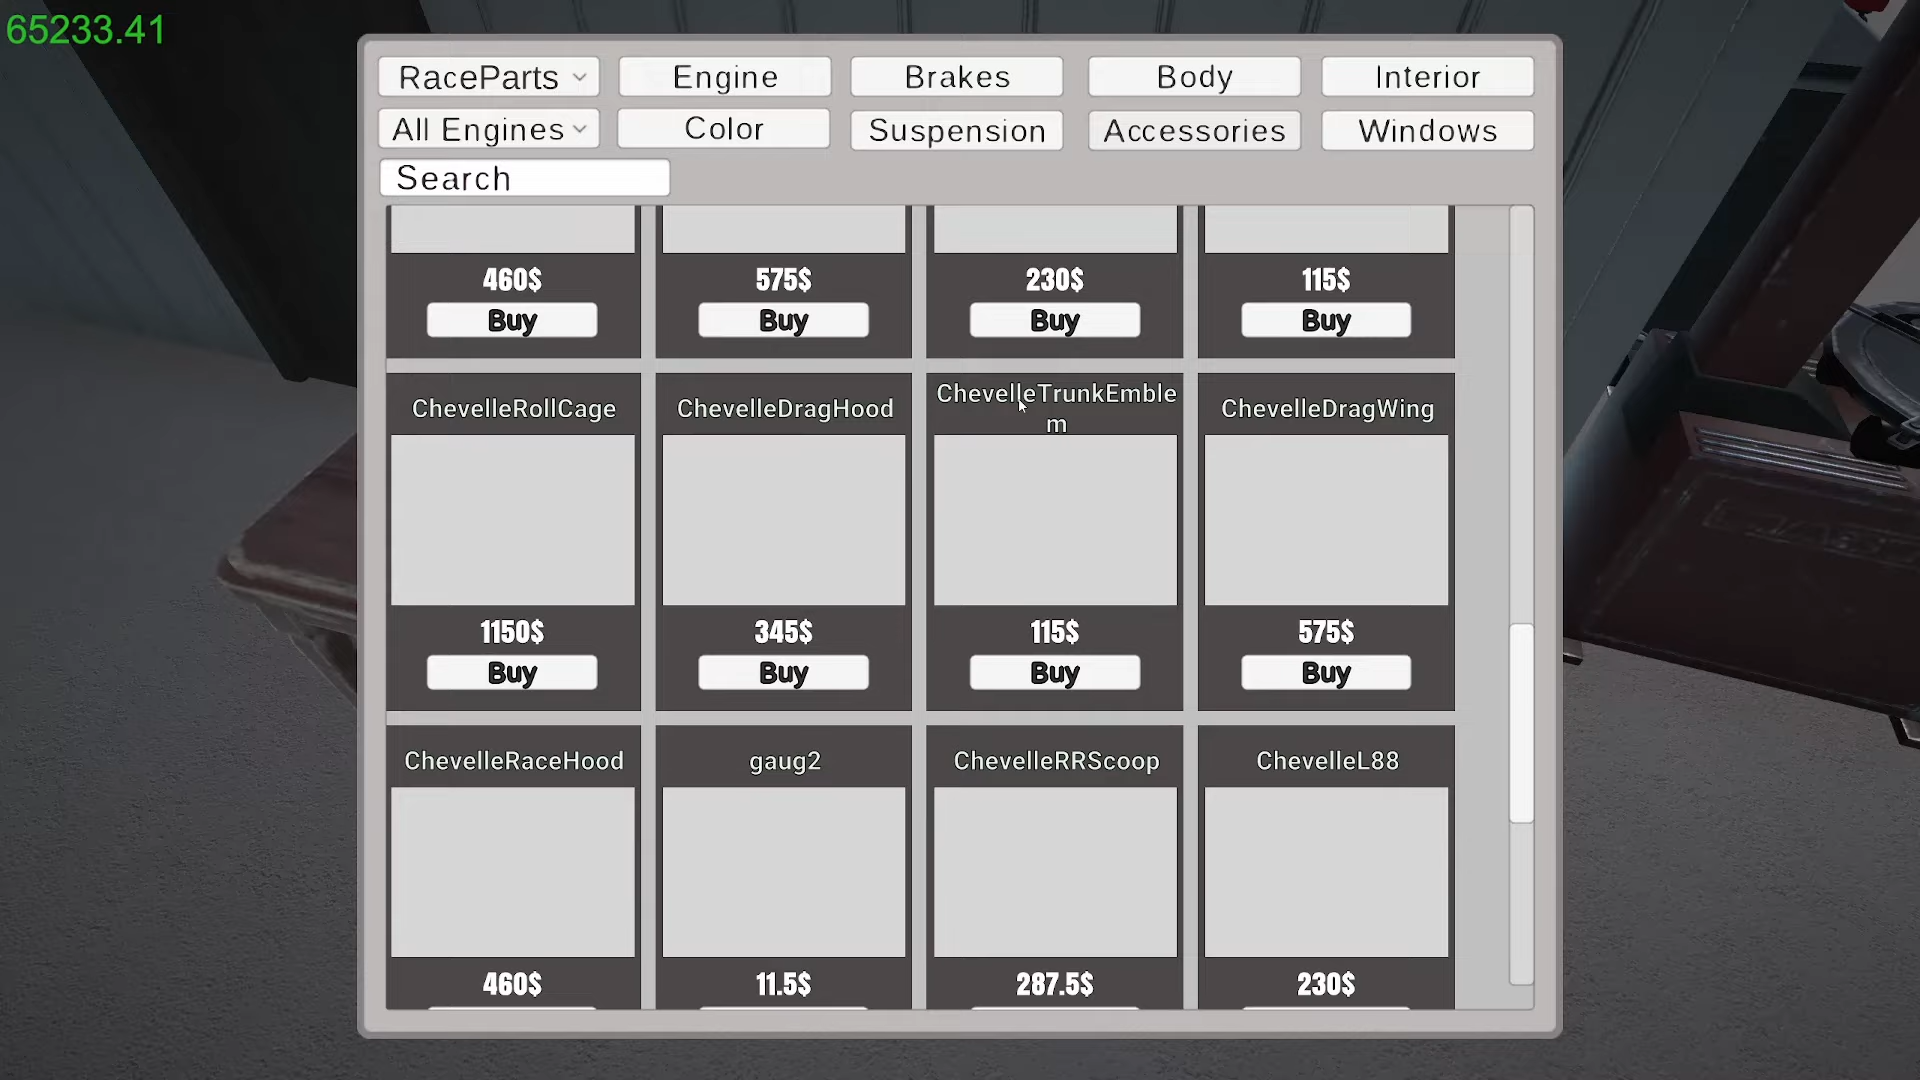 65233.41
RaceParts
Engine
Brakes
Body
Interior
All Engines
Color
Suspension
Accessories
Windows
Search
460$
575$
230$
115$
Buy
Buy
Buy
Buy
ChevelleRollCage
ChevelleDragHood
ChevelleTrunkEmble
m
ChevelleDragWing
1150$
345$
115$
575$
Buy
Buy
Buy
Buy
ChevelleRaceHood
gaug2
ChevelleRRScoop
ChevelleL88
460$
11.5$
287.5$
230$